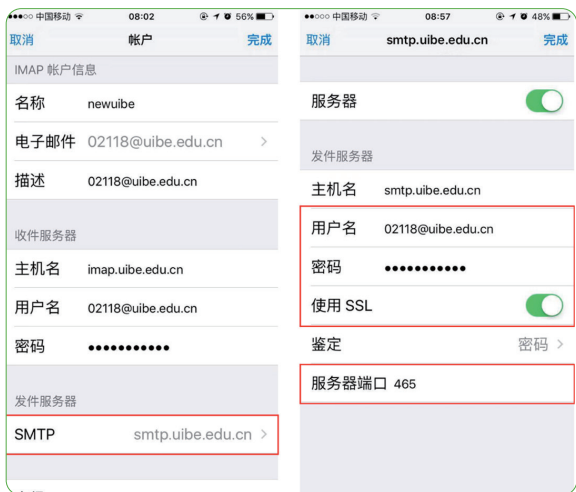 中国移动 08:02 56%
取消 帐户 完成
IMAP 帐户信息
名称 newuibe
电子邮件 02118@uibe.edu.cn
描述 02118@uibe.edu.cn
收件服务器
主机名 imap.uibe.edu.cn
用户名 02118@uibe.edu.cn
密码 ●●●●●●●●●●●
发件服务器
SMTP smtp.uibe.edu.cn
中国移动 08:57 48%
取消 smtp.uibe.edu.cn 完成
服务器
发件服务器
主机名 smtp.uibe.edu.cn
用户名 02118@uibe.edu.cn
密码 ●●●●●●●●●●●
使用 SSL
鉴定 密码
服务器端口 465